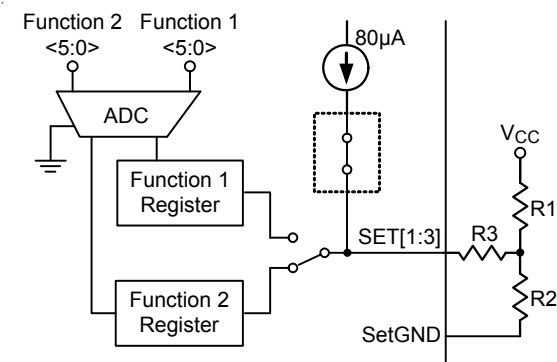 Function 2 Function 1
<5:0> <5:0>
80µA
ADC
VCC
Function 1
Register
R1
SET[1:3] R3
Function 2
Register
R2
SetGND